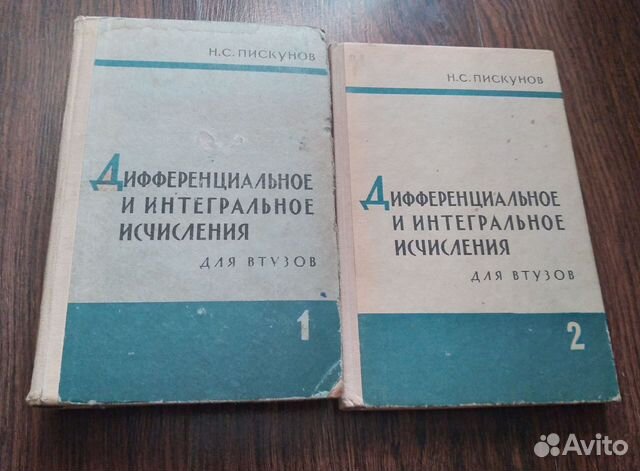 Н.С. ПИСКУНОВ
ДИФФЕРЕНЦИАЛЬНОЕ
И ИНТЕГРАЛЬНОЕ
ИСЧИСЛЕНИЯ
ДЛЯ ВТУЗОВ
1
Н.С. ПИСКУНОВ
ДИФФЕРЕНЦИАЛЬНОЕ
И ИНТЕГРАЛЬНОЕ
ИСЧИСЛЕНИЯ
ДЛЯ ВТУЗОВ
2
Avito